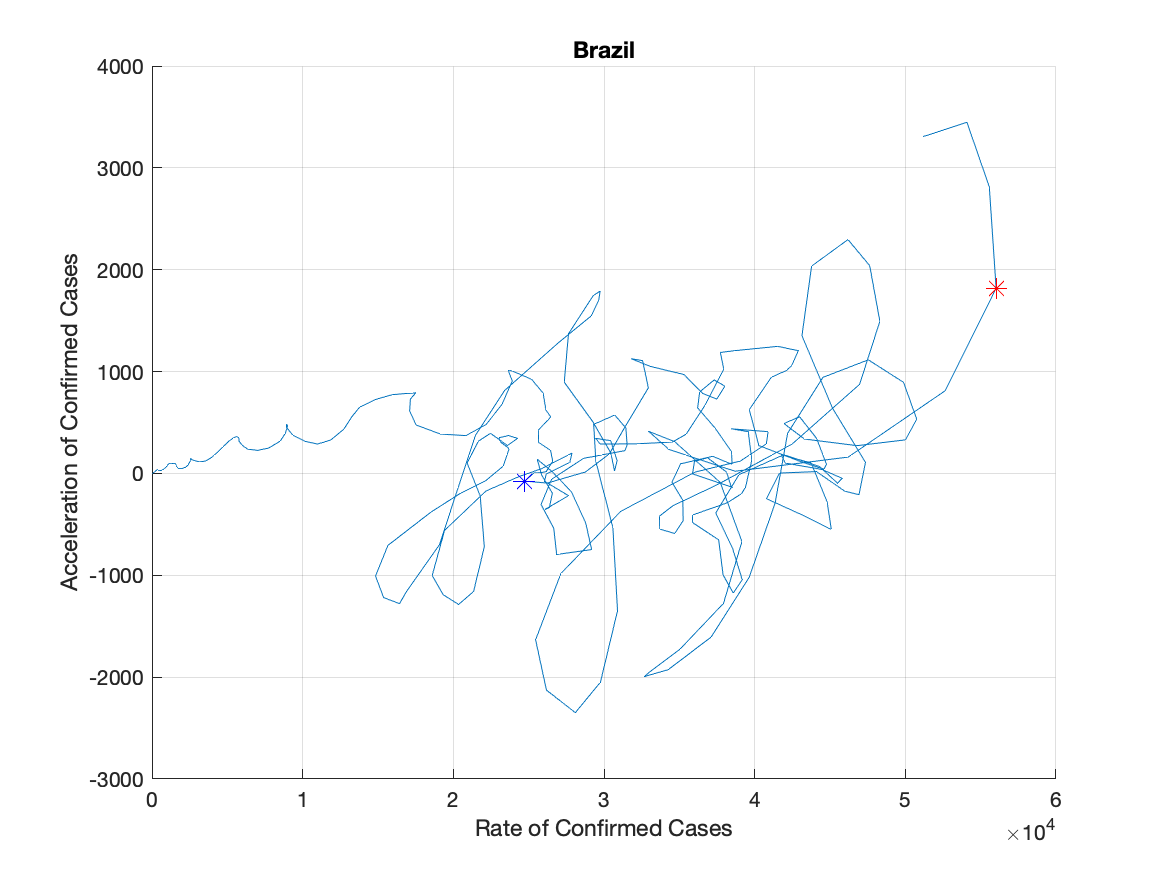 Brazil
4000
3000
2000
1000
0
-1000
-2000
-3000
Acceleration of Confirmed Cases
0 1 2 3 4 5 6
×10^4
Rate of Confirmed Cases